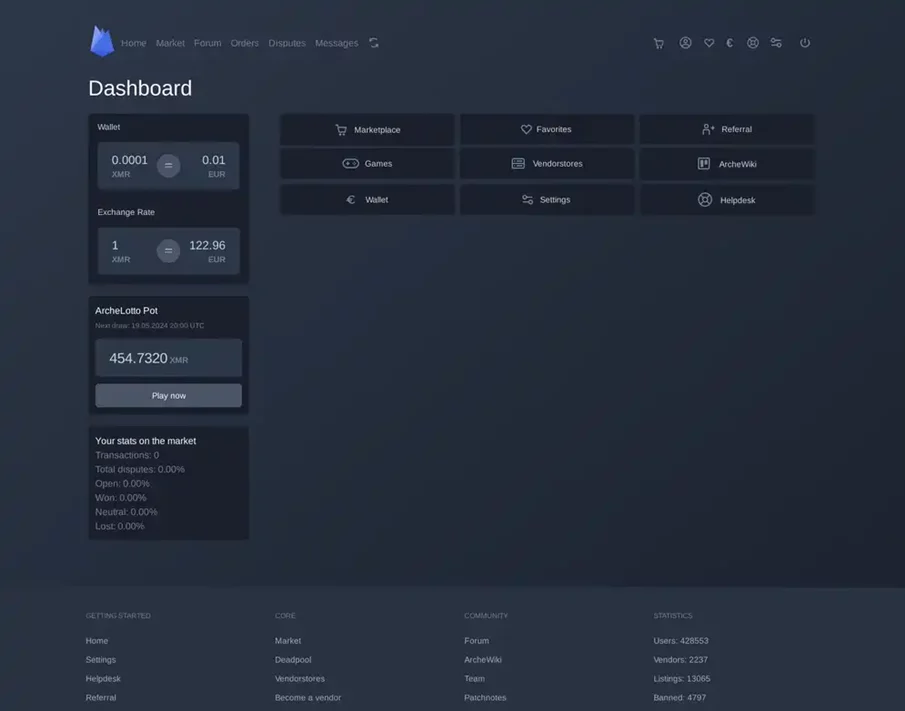 Home Market Forum Orders Disputes Messages
€
Dashboard
Wallet
0.0001 = 0.01
XMR EUR
Exchange Rate
1 = 122.96
XMR EUR
ArcheLotto Pot
Next draw: 19.05.2024 20:00 UTC
454.7320 XMR
Play now
Your stats on the market
Transactions: 0
Total disputes: 0.00%
Open: 0.00%
Won: 0.00%
Neutral: 0.00%
Lost: 0.00%
Marketplace Favorites Referral
Games Vendorstores ArcheWiki
€ Wallet Settings Helpdesk
GETTING STARTED
Home
Settings
Helpdesk
Referral
CORE
Market
Deadpool
Vendorstores
Become a vendor
COMMUNITY
Forum
ArcheWiki
Team
Patchnotes
STATISTICS
Users: 428553
Vendors: 2237
Listings: 13065
Banned: 4797